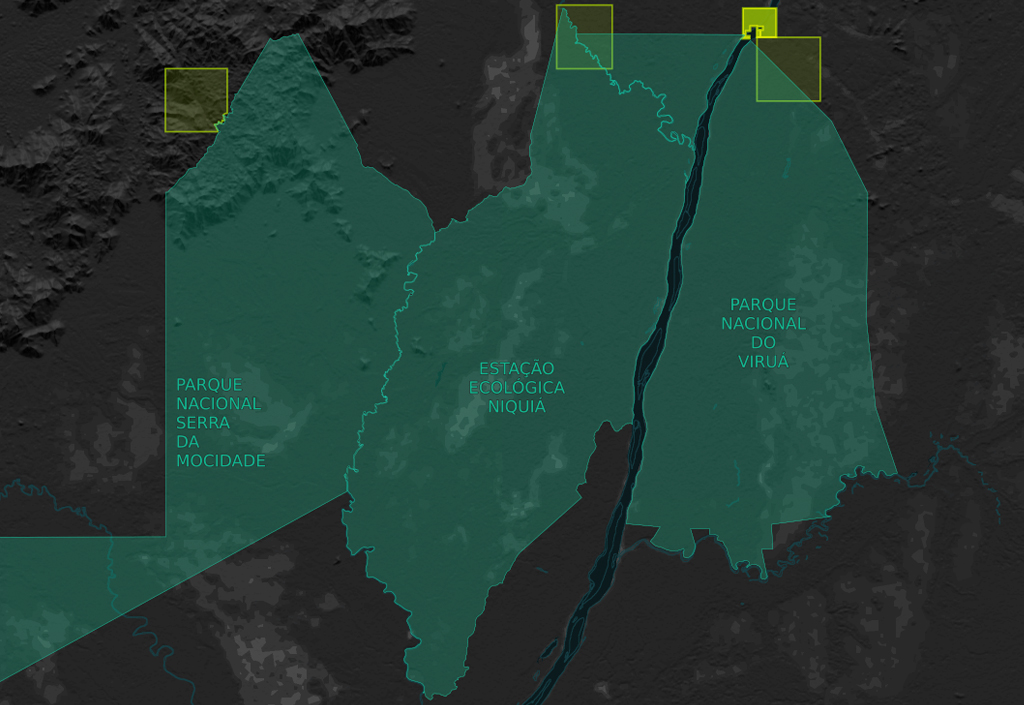 PARQUE
NACIONAL
SERRA
DA
MOCIDADE
ESTAÇÃO
ECOLÓGICA
NIQUIÁ
PARQUE
NACIONAL
DO
VIRUÁ